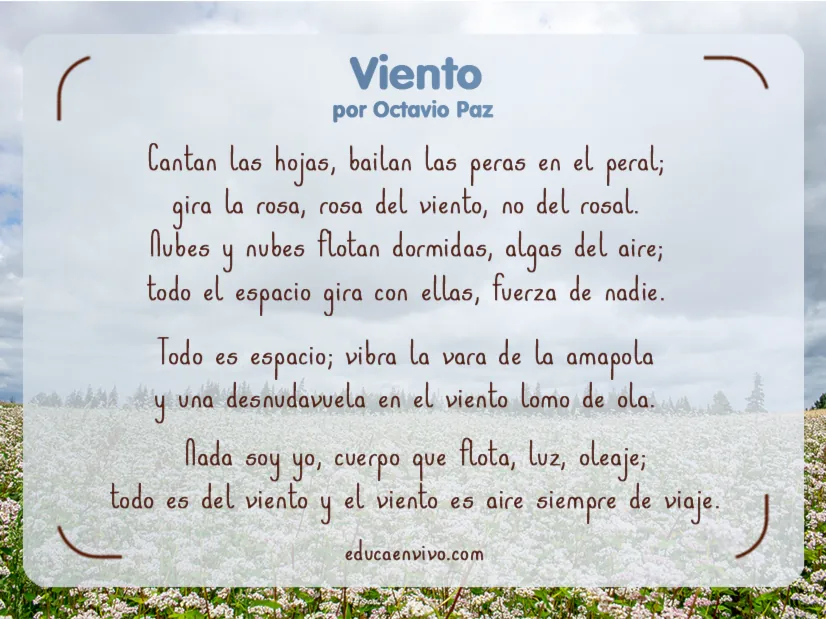 Viento
por Octavio Paz
Cantan las hojas, bailan las peras en el peral;
gira la rosa, rosa del viento, no del rosal.
Nubes y nubes flotan dormidas, algas del aire;
todo el espacio gira con ellas, fuerza de nadie.
Todo es espacio; vibra la vara de la amapola
y una desnudavuela en el viento lomo de ola.
Nada soy yo, cuerpo que flota, luz, oleaje;
todo es del viento y el viento es aire siempre de viaje.
educaenvivo.com